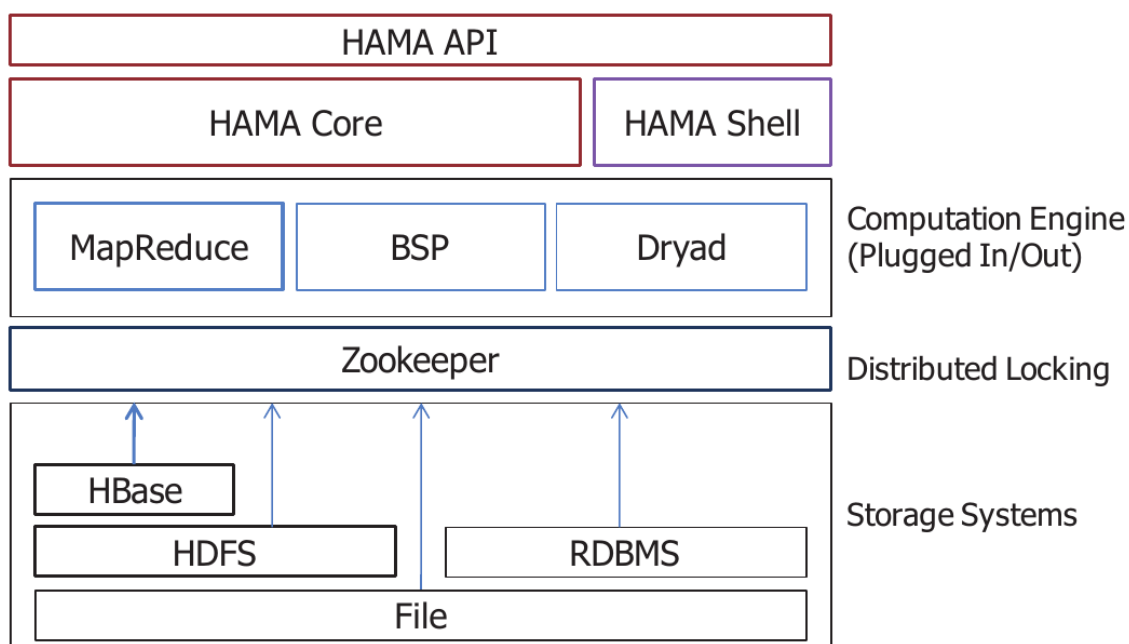 HAMA API
HAMA Core
HAMA Shell
MapReduce
BSP
Dryad
Computation Engine
(Plugged In/Out)
Zookeeper
Distributed Locking
HBase
HDFS
RDBMS
File
Storage Systems